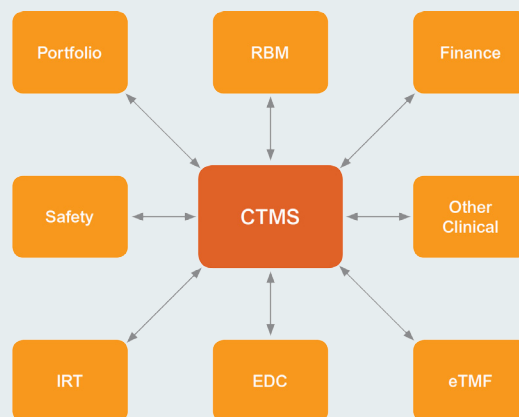 Portfolio
RBM
Finance
Safety
CTMS
Other
Clinical
IRT
EDC
eTMF